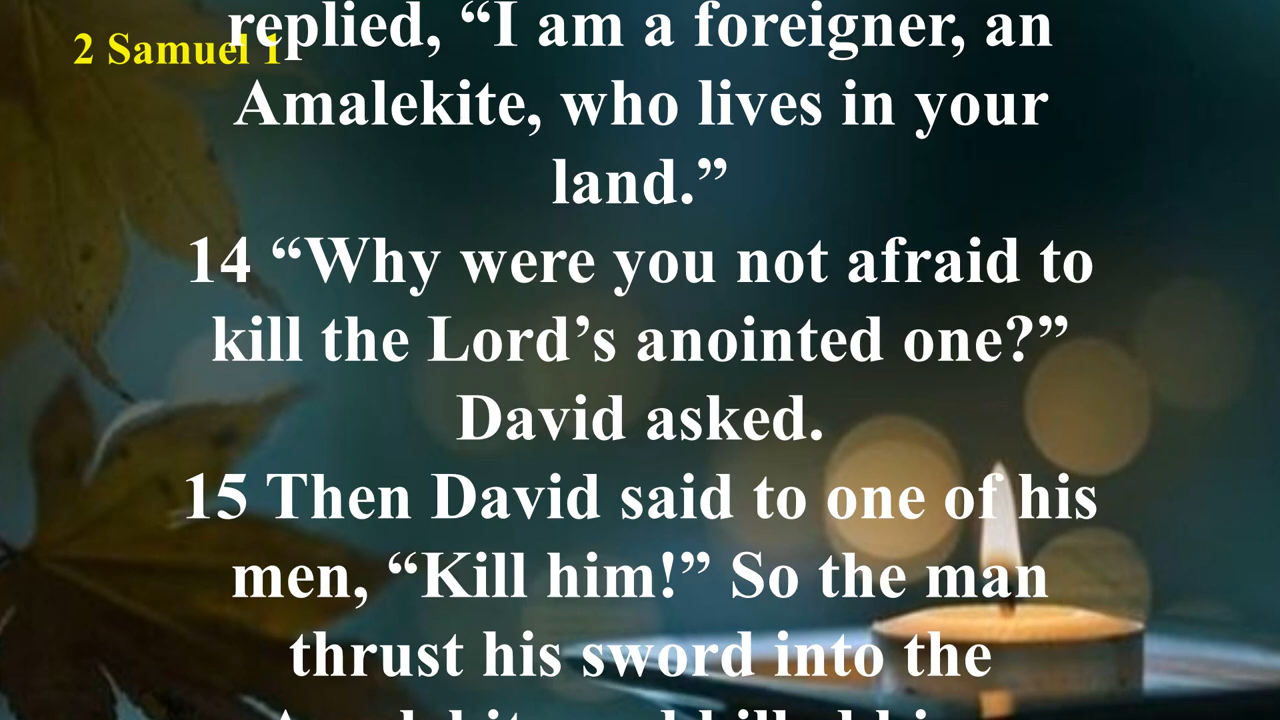 2 Samuel 1
replied, “I am a foreigner, an
Amalekite, who lives in your
land.”
14 “Why were you not afraid to
kill the Lord’s anointed one?”
David asked.
15 Then David said to one of his
men, “Kill him!” So the man
thrust his sword into the